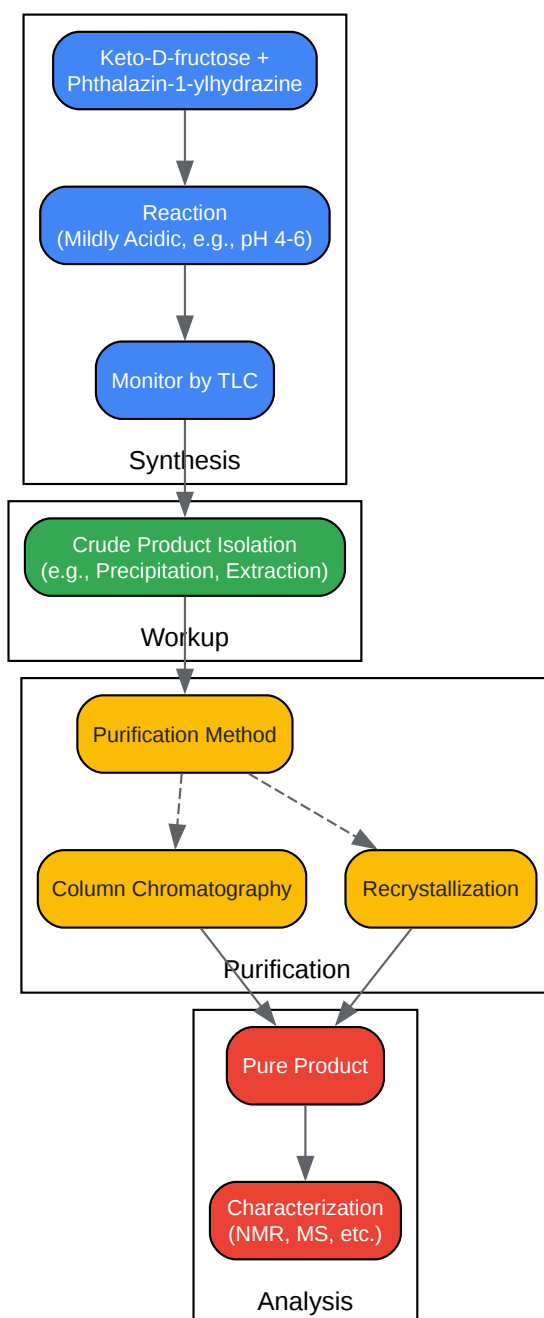 Keto-D-fructose +
Phthalazin-1-ylhydrazine
Reaction
(Mildly Acidic, e.g., pH 4-6)
Monitor by TLC
Synthesis
Crude Product Isolation
(e.g., Precipitation, Extraction)
Workup
Purification Method
Column Chromatography
Recrystallization
Purification
Pure Product
Characterization
(NMR, MS, etc.)
Analysis